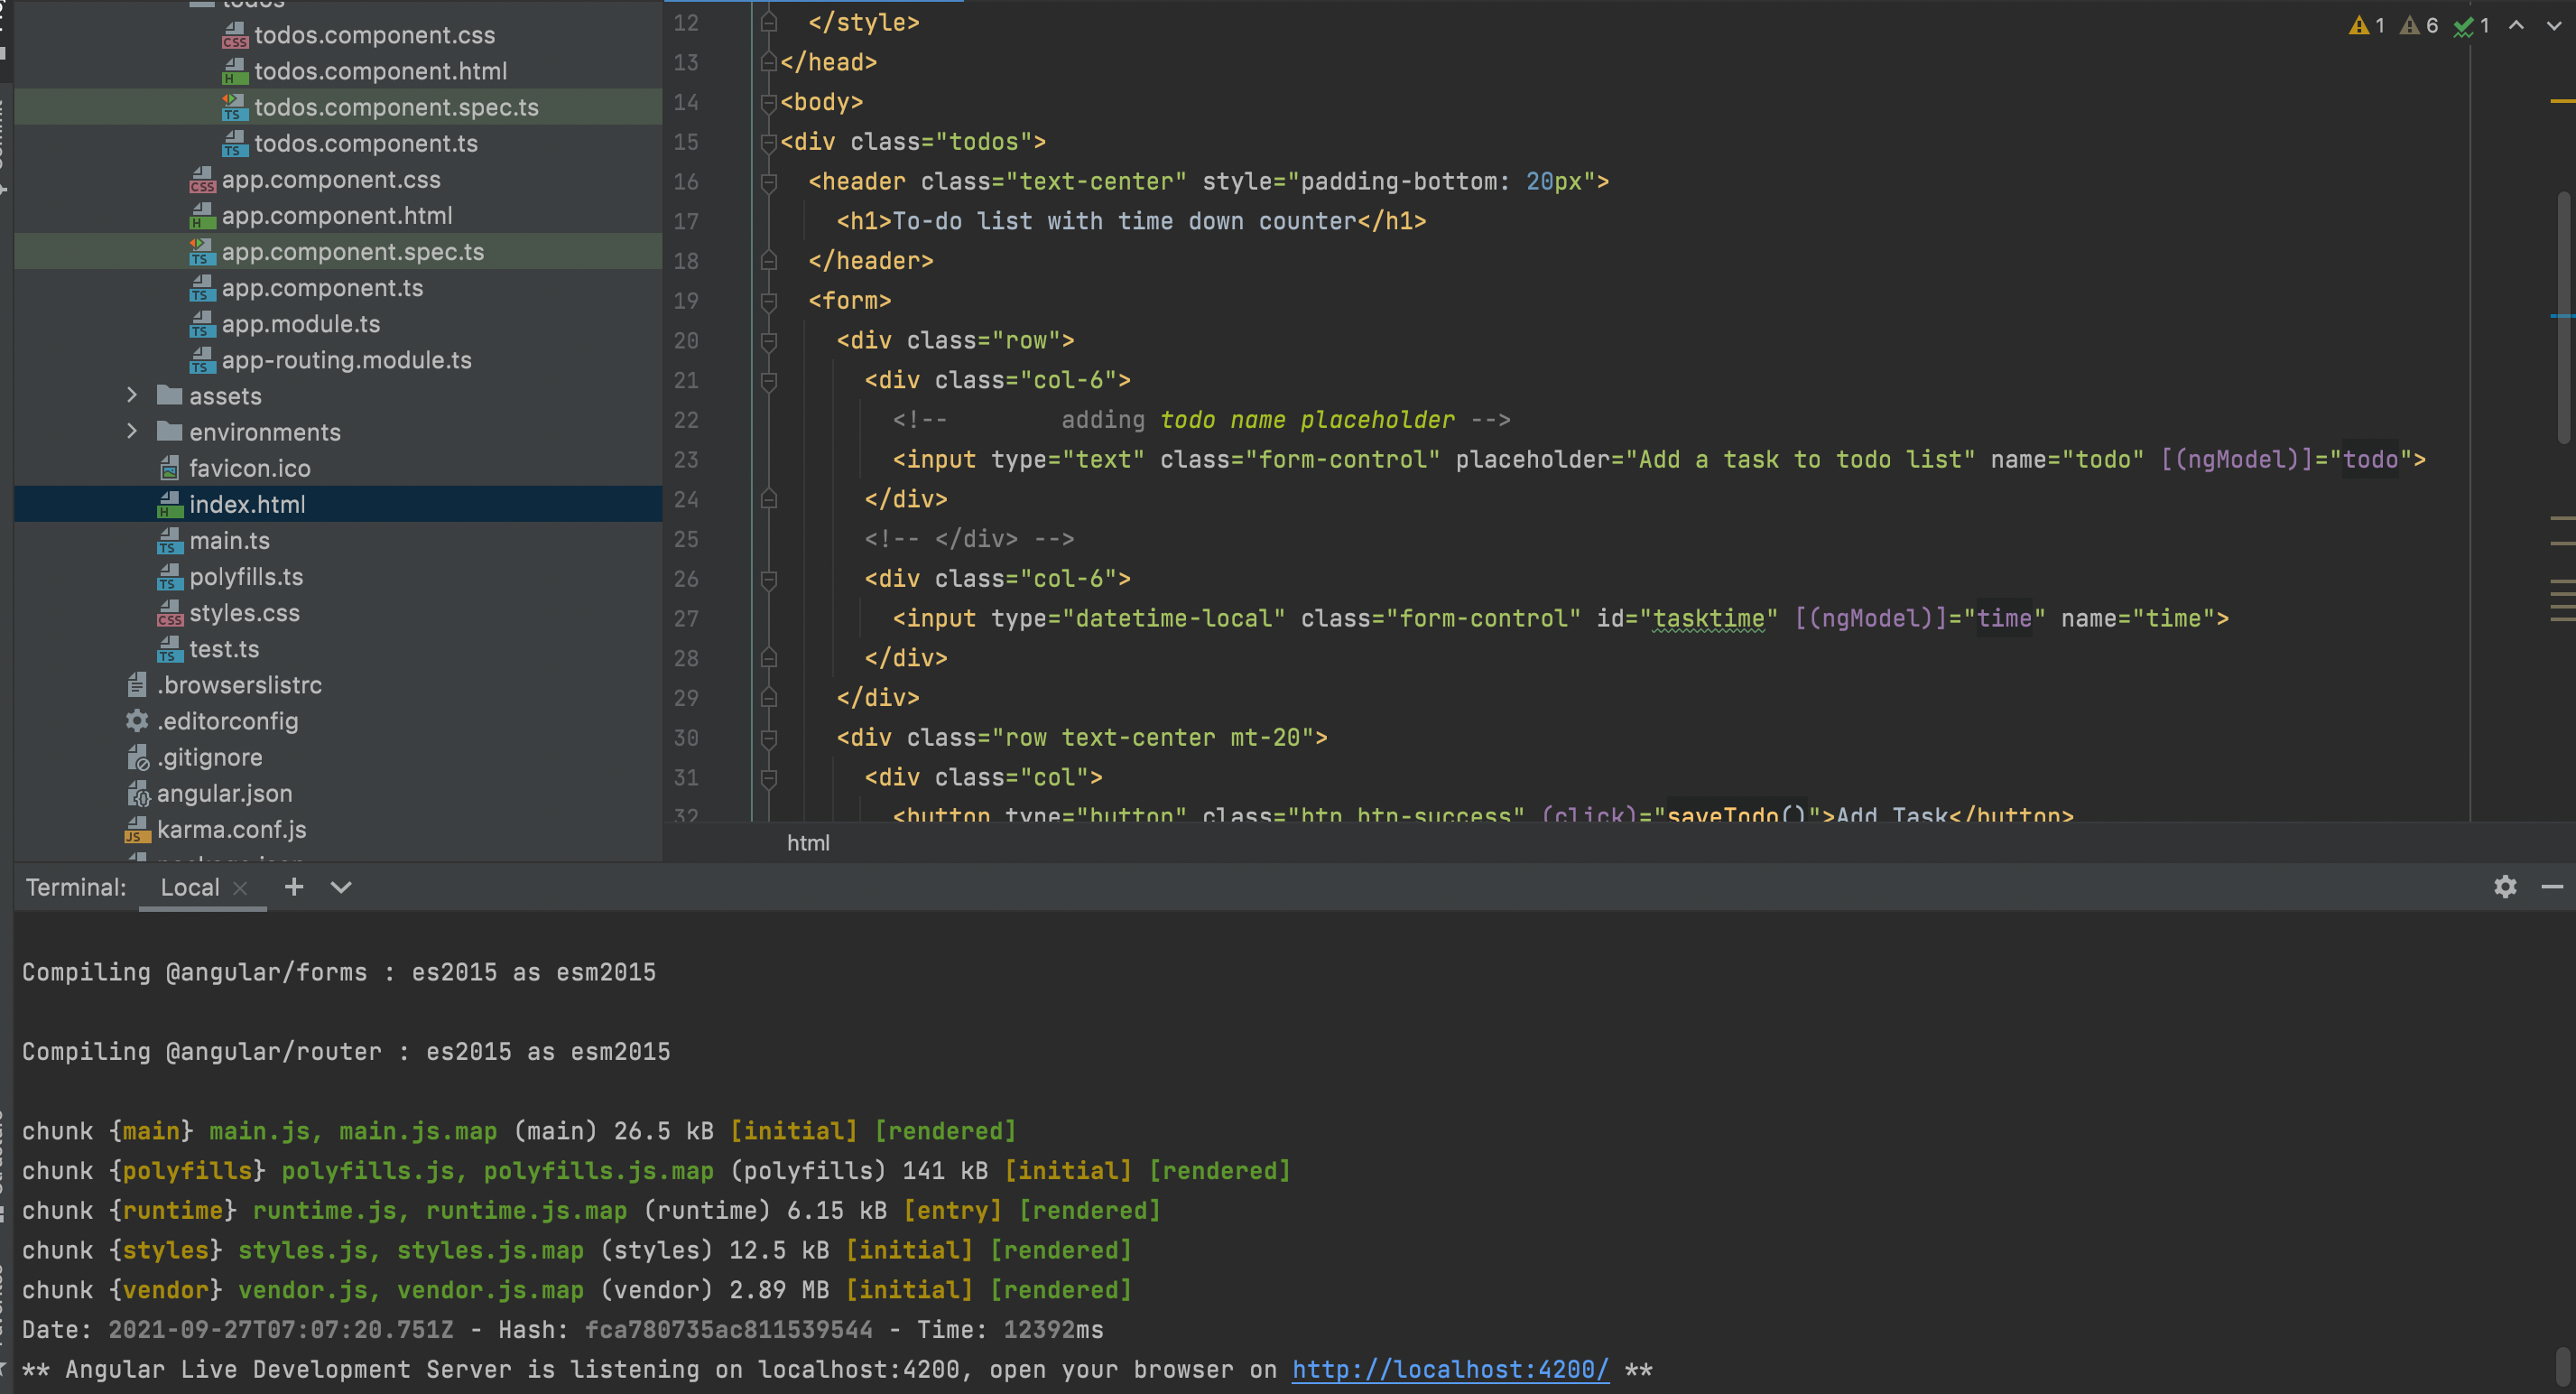 todos
todos.component.css
todos.component.html
todos.component.spec.ts
todos.component.ts
app.component.css
app.component.html
app.component.spec.ts
app.component.ts
app.module.ts
app-routing.module.ts
assets
environments
favicon.ico
index.html
main.ts
polyfills.ts
styles.css
test.ts
.browserslistrc
.editorconfig
.gitignore
angular.json
karma.conf.js
1 6 1
12 </style>
13 </head>
14 <body>
15 <div class="todos">
16 <header class="text-center" style="padding-bottom: 20px">
17 <h1>To-do list with time down counter</h1>
18 </header>
19 <form>
20 <div class="row">
21 <div class="col-6">
22 <!-- adding todo name placeholder -->
23 <input type="text" class="form-control" placeholder="Add a task to todo list" name="todo" [(ngModel)]="todo">
24 </div>
25 <!-- </div> -->
26 <div class="col-6">
27 <input type="datetime-local" class="form-control" id="tasktime" [(ngModel)]="time" name="time">
28 </div>
29 </div>
30 <div class="row text-center mt-20">
31 <div class="col">
32 <button type="button" class="btn btn-success" (click)="saveTodo()">Add Task</button>
html
Terminal: Local
Compiling @angular/forms : es2015 as esm2015
Compiling @angular/router : es2015 as esm2015
chunk {main} main.js, main.js.map (main) 26.5 kB [initial] [rendered]
chunk {polyfills} polyfills.js, polyfills.js.map (polyfills) 141 kB [initial] [rendered]
chunk {runtime} runtime.js, runtime.js.map (runtime) 6.15 kB [entry] [rendered]
chunk {styles} styles.js, styles.js.map (styles) 12.5 kB [initial] [rendered]
chunk {vendor} vendor.js, vendor.js.map (vendor) 2.89 MB [initial] [rendered]
Date: 2021-09-27T07:07:20.751Z - Hash: fca780735ac811539544 - Time: 12392ms
** Angular Live Development Server is listening on localhost:4200, open your browser on http://localhost:4200/ **